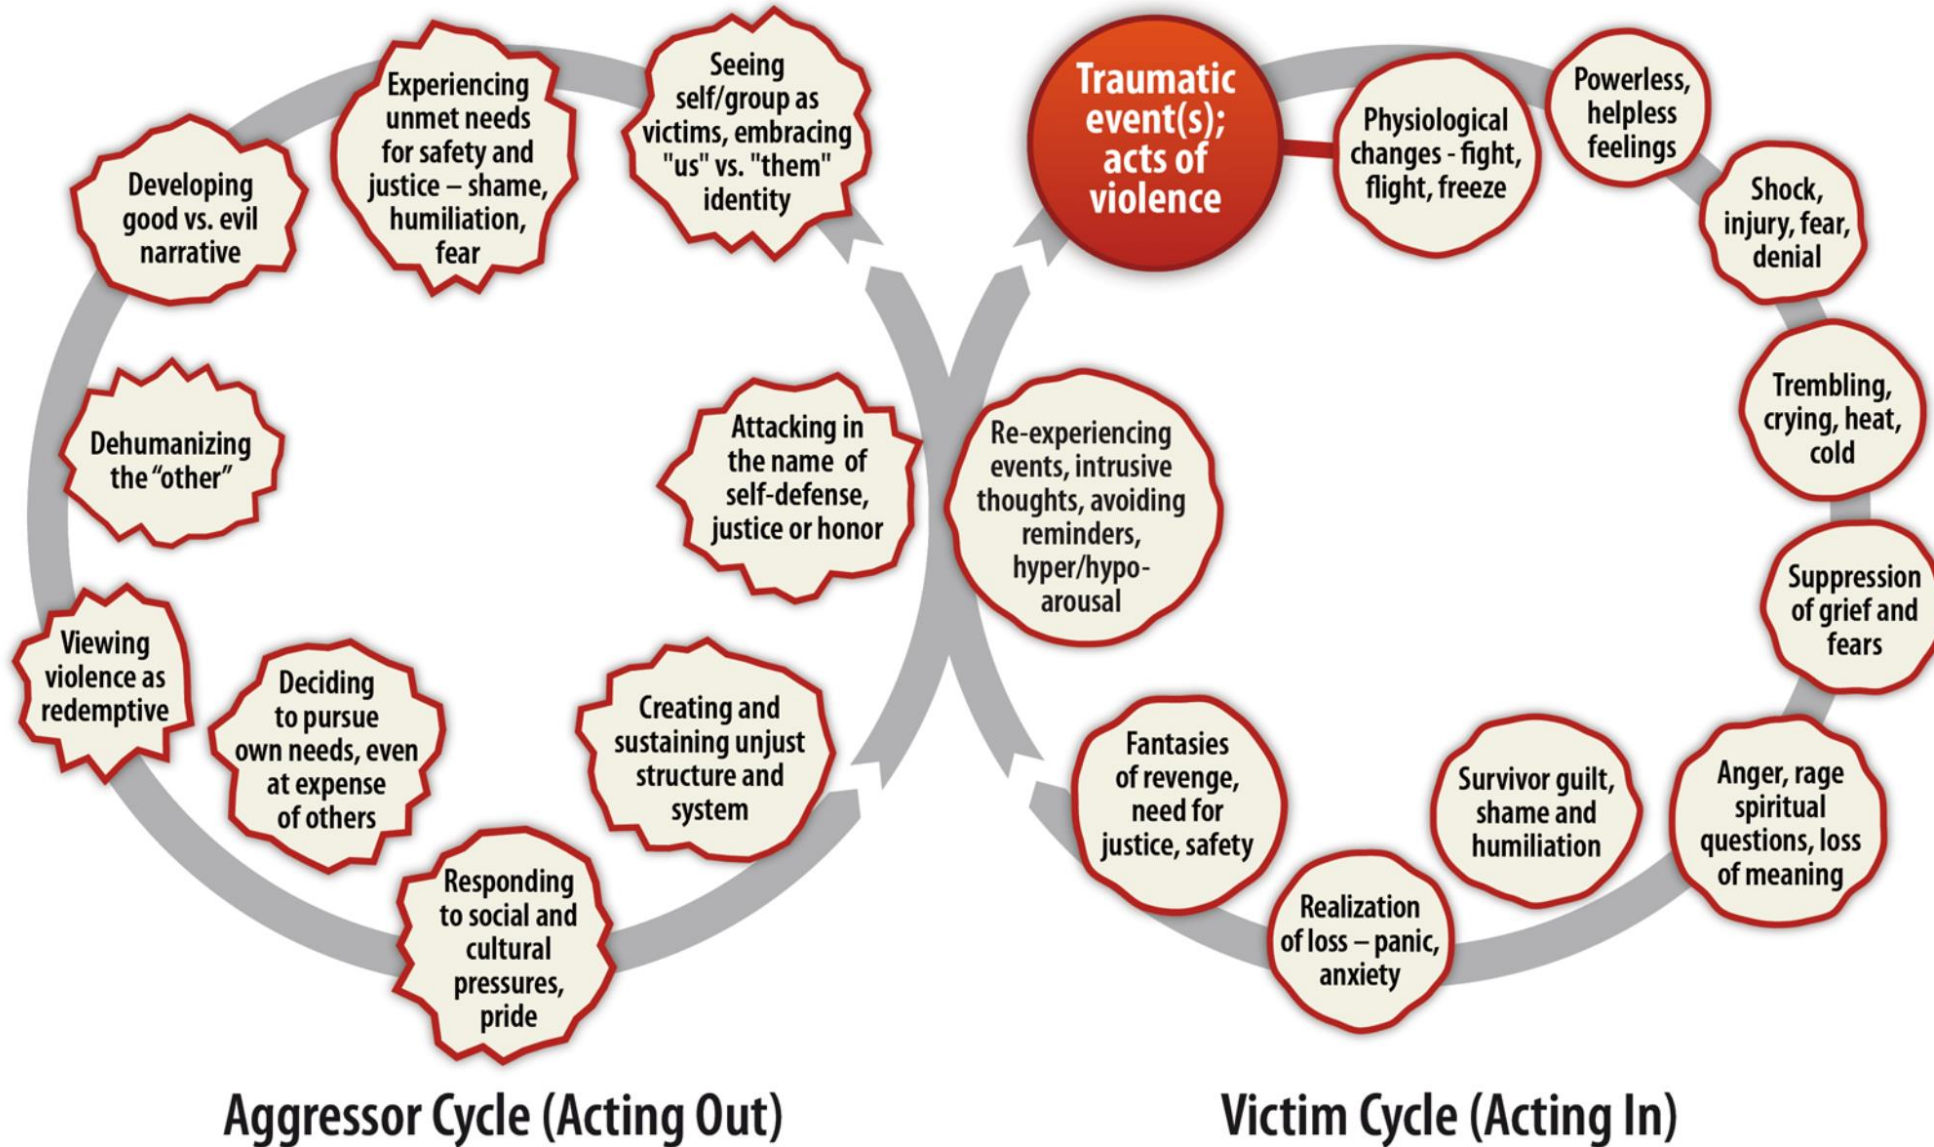 Seeing
self/group as
victims, embracing
"us" vs. "them"
identity
Experiencing
unmet needs
for safety and
justice – shame,
humiliation,
fear
Developing
good vs. evil
narrative
Dehumanizing
the “other”
Viewing
violence as
redemptive
Deciding
to pursue
own needs, even
at expense
of others
Responding
to social and
cultural
pressures,
pride
Creating and
sustaining unjust
structure and
system
Attacking in
the name of
self-defense,
justice or honor
Traumatic
event(s);
acts of
violence
Physiological
changes - fight,
flight, freeze
Powerless,
helpless
feelings
Shock,
injury, fear,
denial
Trembling,
crying, heat,
cold
Suppression
of grief and
fears
Anger, rage
spiritual
questions, loss
of meaning
Survivor guilt,
shame and
humiliation
Realization
of loss – panic,
anxiety
Fantasies
of revenge,
need for
justice, safety
Re-experiencing
events, intrusive
thoughts, avoiding
reminders,
hyper/hypo-
arousal
Aggressor Cycle (Acting Out)
Victim Cycle (Acting In)